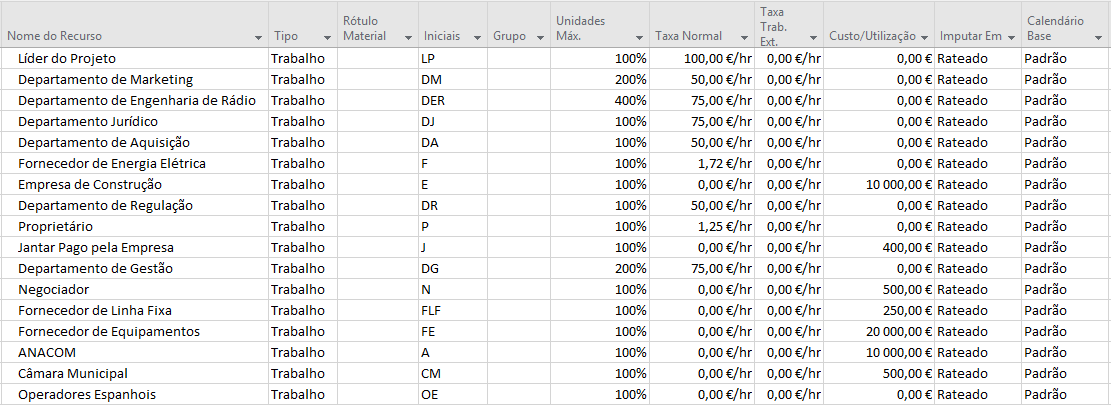 Nome do Recurso Tipo Rótulo Material Iniciais Grupo Unidades Máx. Taxa Normal Taxa Trab. Ext. Custo/Utilização Imputar Em Calendário Base
Líder do Projeto Trabalho LP 100% 100,00 €/hr 0,00 €/hr 0,00 € Rateado Padrão
Departamento de Marketing Trabalho DM 200% 50,00 €/hr 0,00 €/hr 0,00 € Rateado Padrão
Departamento de Engenharia de Rádio Trabalho DER 400% 75,00 €/hr 0,00 €/hr 0,00 € Rateado Padrão
Departamento Jurídico Trabalho DJ 100% 75,00 €/hr 0,00 €/hr 0,00 € Rateado Padrão
Departamento de Aquisição Trabalho DA 100% 50,00 €/hr 0,00 €/hr 0,00 € Rateado Padrão
Fornecedor de Energia Elétrica Trabalho F 100% 1,72 €/hr 0,00 €/hr 0,00 € Rateado Padrão
Empresa de Construção Trabalho E 100% 0,00 €/hr 0,00 €/hr 10 000,00 € Rateado Padrão
Departamento de Regulação Trabalho DR 100% 50,00 €/hr 0,00 €/hr 0,00 € Rateado Padrão
Proprietário Trabalho P 100% 1,25 €/hr 0,00 €/hr 0,00 € Rateado Padrão
Jantar Pago pela Empresa Trabalho J 100% 0,00 €/hr 0,00 €/hr 400,00 € Rateado Padrão
Departamento de Gestão Trabalho DG 200% 75,00 €/hr 0,00 €/hr 0,00 € Rateado Padrão
Negociador Trabalho N 100% 0,00 €/hr 0,00 €/hr 500,00 € Rateado Padrão
Fornecedor de Linha Fixa Trabalho FLF 100% 0,00 €/hr 0,00 €/hr 250,00 € Rateado Padrão
Fornecedor de Equipamentos Trabalho FE 100% 0,00 €/hr 0,00 €/hr 20 000,00 € Rateado Padrão
ANACOM Trabalho A 100% 0,00 €/hr 0,00 €/hr 10 000,00 € Rateado Padrão
Câmara Municipal Trabalho CM 100% 0,00 €/hr 0,00 €/hr 500,00 € Rateado Padrão
Operadores Espanhois Trabalho OE 100% 0,00 €/hr 0,00 €/hr 0,00 € Rateado Padrão